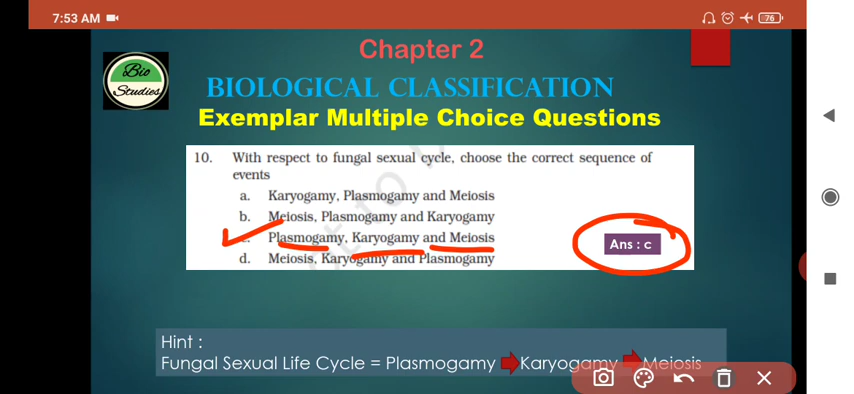 7:53 AM
76
Chapter 2
Bio
Studies
BIOLOGICAL CLASSIFICATION
Exemplar Multiple Choice Questions
10. With respect to fungal sexual cycle, choose the correct sequence of
events
a. Karyogamy, Plasmogamy and Meiosis
b. Meiosis, Plasmogamy and Karyogamy
c. Plasmogamy, Karyogamy and Meiosis
d. Meiosis, Karyogamy and Plasmogamy
Ans : c
Hint :
Fungal Sexual Life Cycle = Plasmogamy Karyogamy Meiosis